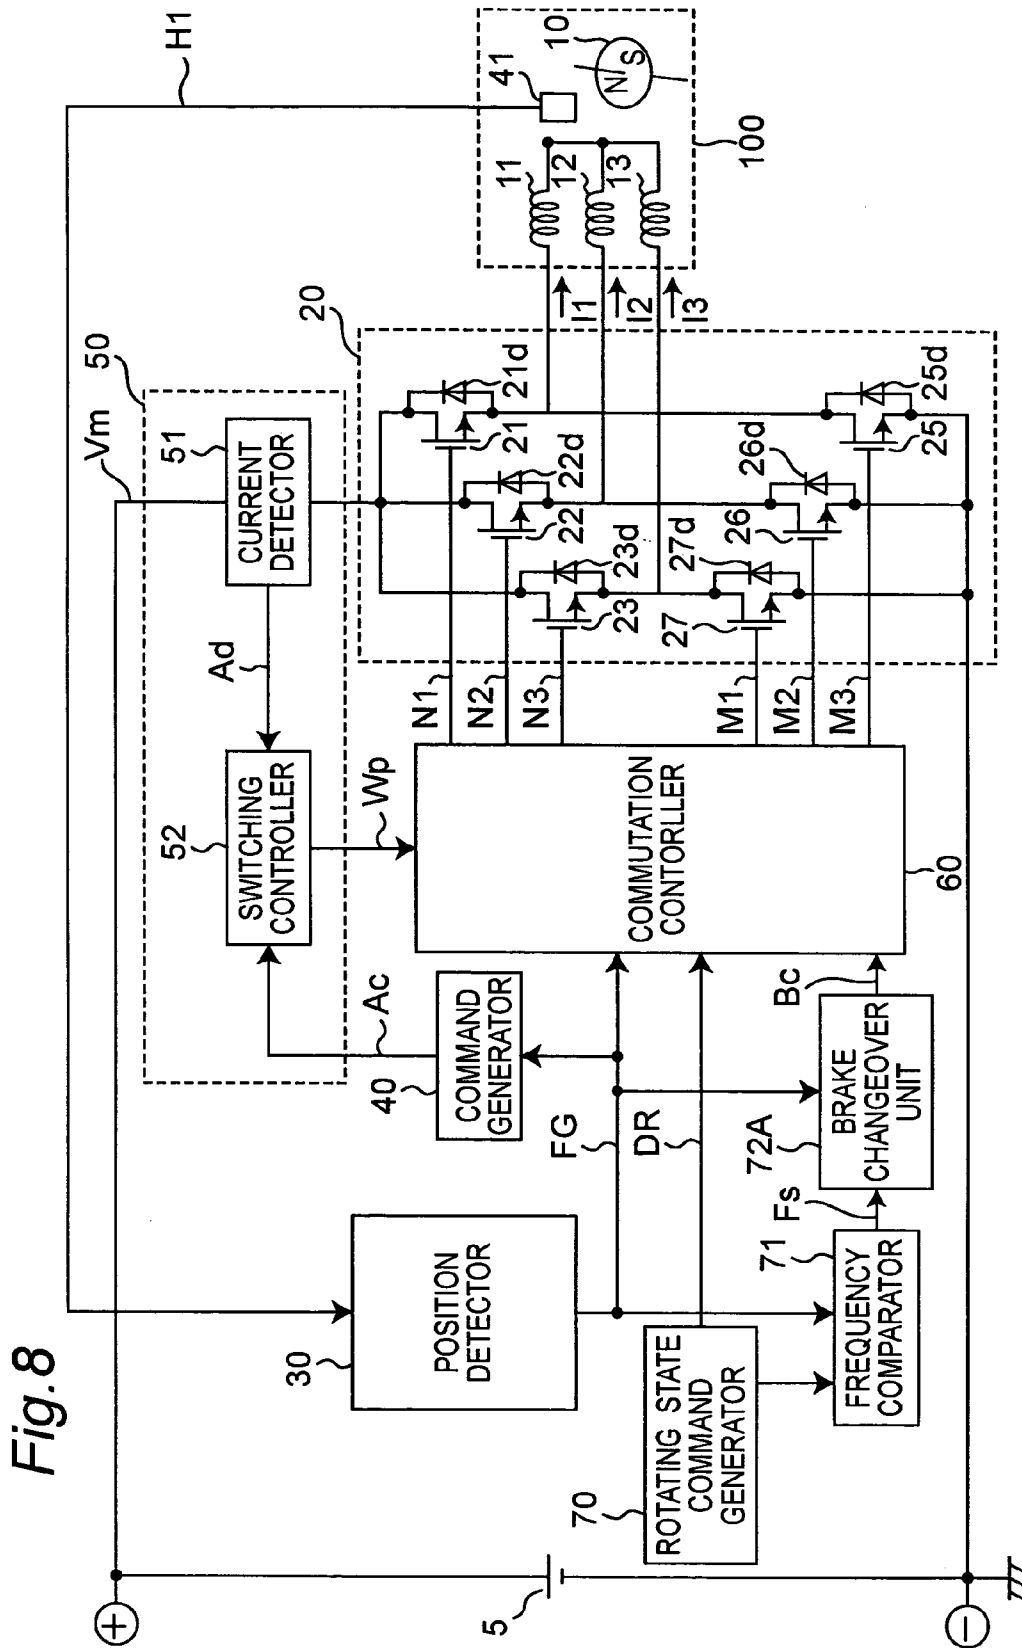 Fig.8
H1
Vm
50
51
CURRENT
DETECTOR
Ad
52
SWITCHING
CONTROLLER
Wp
Ac
40
COMMAND
GENERATOR
30
POSITION
DETECTOR
FG
DR
70
ROTATING STATE
COMMAND
GENERATOR
71
FREQUENCY
COMPARATOR
Fs
72A
BRAKE
CHANGEOVER
UNIT
Bc
COMMUTATION
CONTORLLER
60
N1
N2
N3
M1
M2
M3
20
21
21d
22
22d
23
23d
25
25d
26
26d
27
27d
I1
I2
I3
11
12
13
41
10
N
S
100
5
+
−